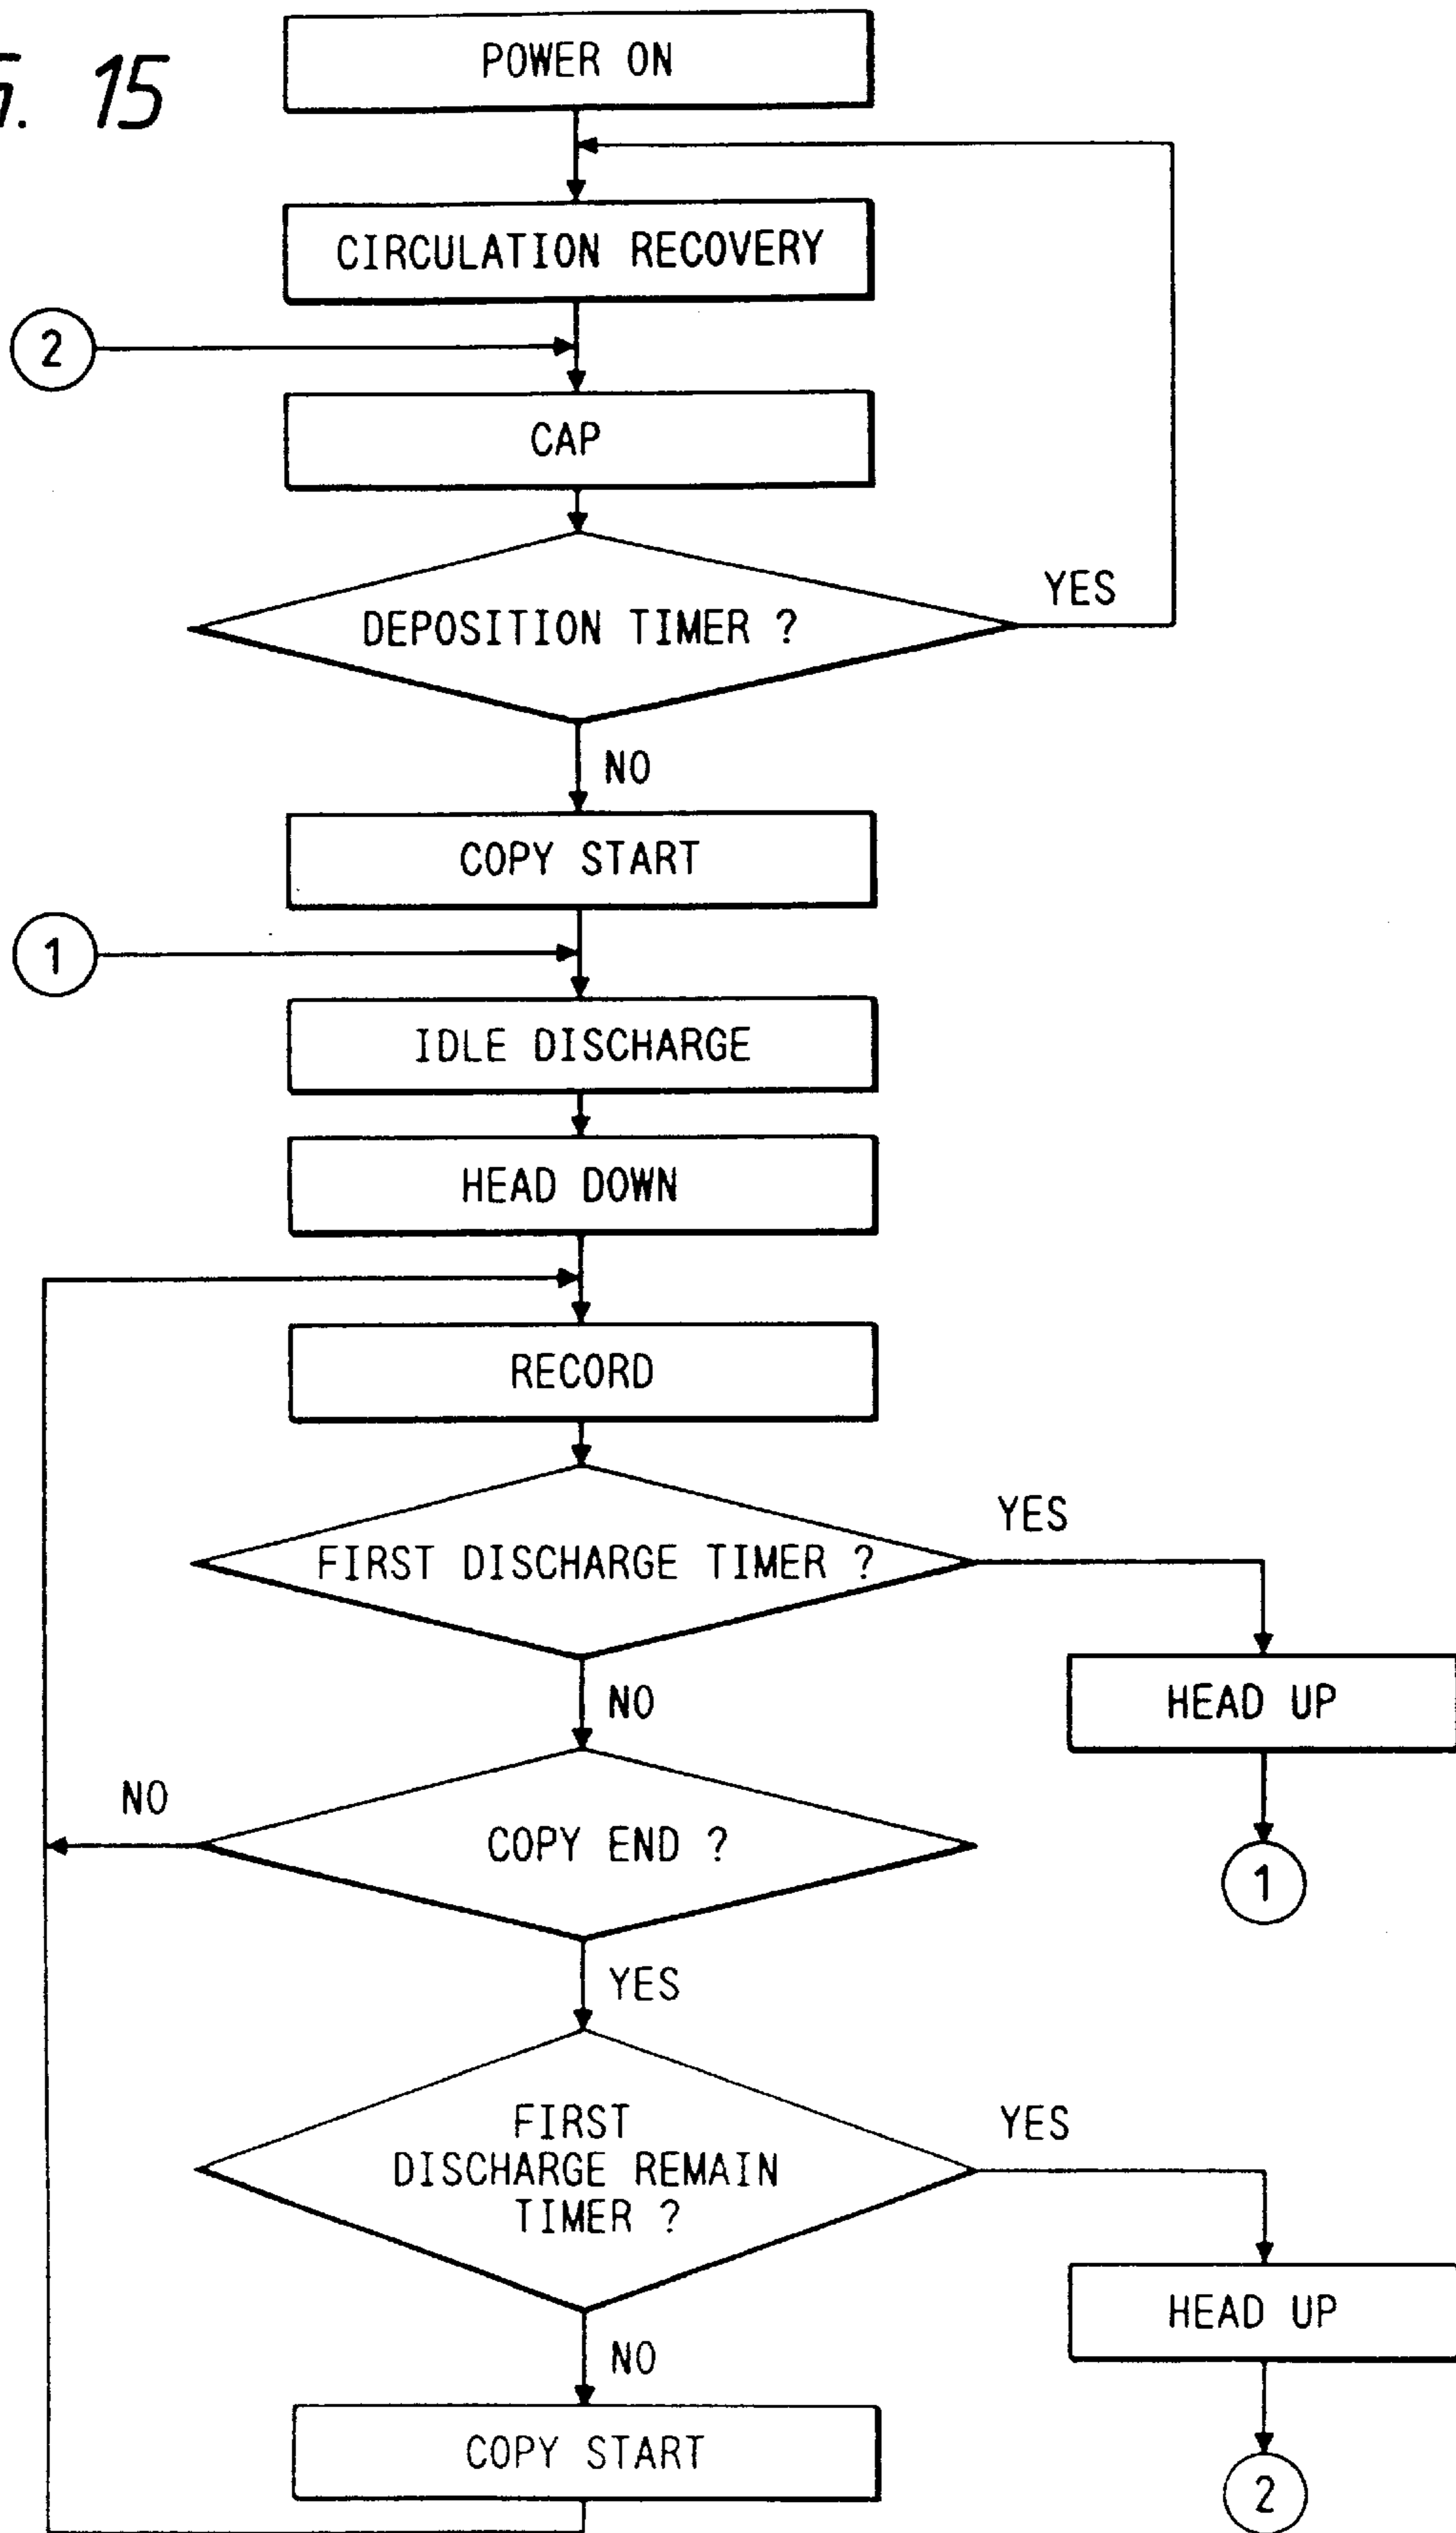 G. 15
POWER ON
CIRCULATION RECOVERY
2
CAP
DEPOSITION TIMER ?
YES
NO
COPY START
1
IDLE DISCHARGE
HEAD DOWN
RECORD
FIRST DISCHARGE TIMER ?
YES
HEAD UP
1
NO
COPY END ?
NO
YES
FIRST
DISCHARGE REMAIN
TIMER ?
YES
HEAD UP
2
NO
COPY START